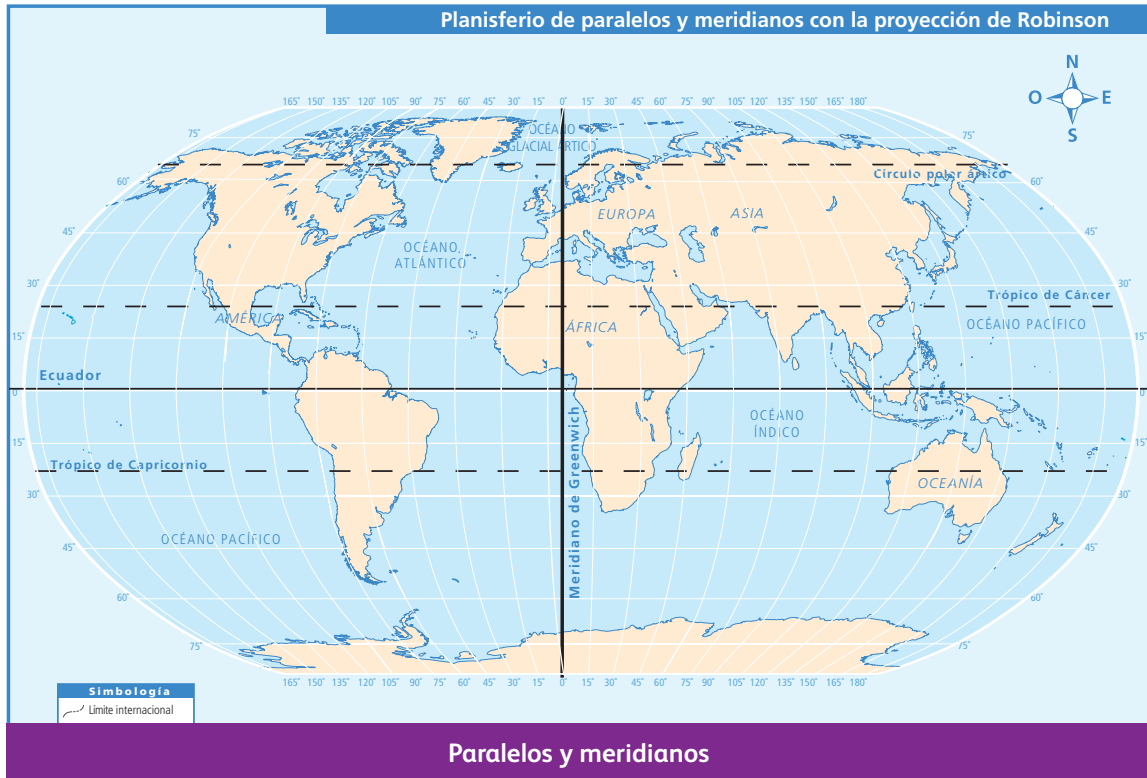 Planisferio de paralelos y meridianos con la proyección de Robinson
N
O E
S
165° 150° 135° 120° 105° 90° 75° 60° 45° 30° 15° 0° 15° 30° 45° 60° 75° 90° 105° 120° 135° 150° 165° 180°
OCÉANO
GLACIAL ÁRTICO
75° 75°
Círculo polar ártico
60° 60°
EUROPA ASIA
45° 45°
OCÉANO
ATLÁNTICO
30° 30°
Trópico de Cáncer
AMÉRICA ÁFRICA OCÉANO PACÍFICO
15° 15°
Ecuador
0° 0°
OCÉANO
ÍNDICO
15° 15°
Trópico de Capricornio
Meridiano de Greenwich
OCEANÍA
30° 30°
OCÉANO PACÍFICO
45° 45°
60° 60°
75° 75°
165° 150° 135° 120° 105° 90° 75° 60° 45° 30° 15° 0° 15° 30° 45° 60° 75° 90° 105° 120° 135° 150° 165° 180°
Simbología
Límite internacional
Paralelos y meridianos